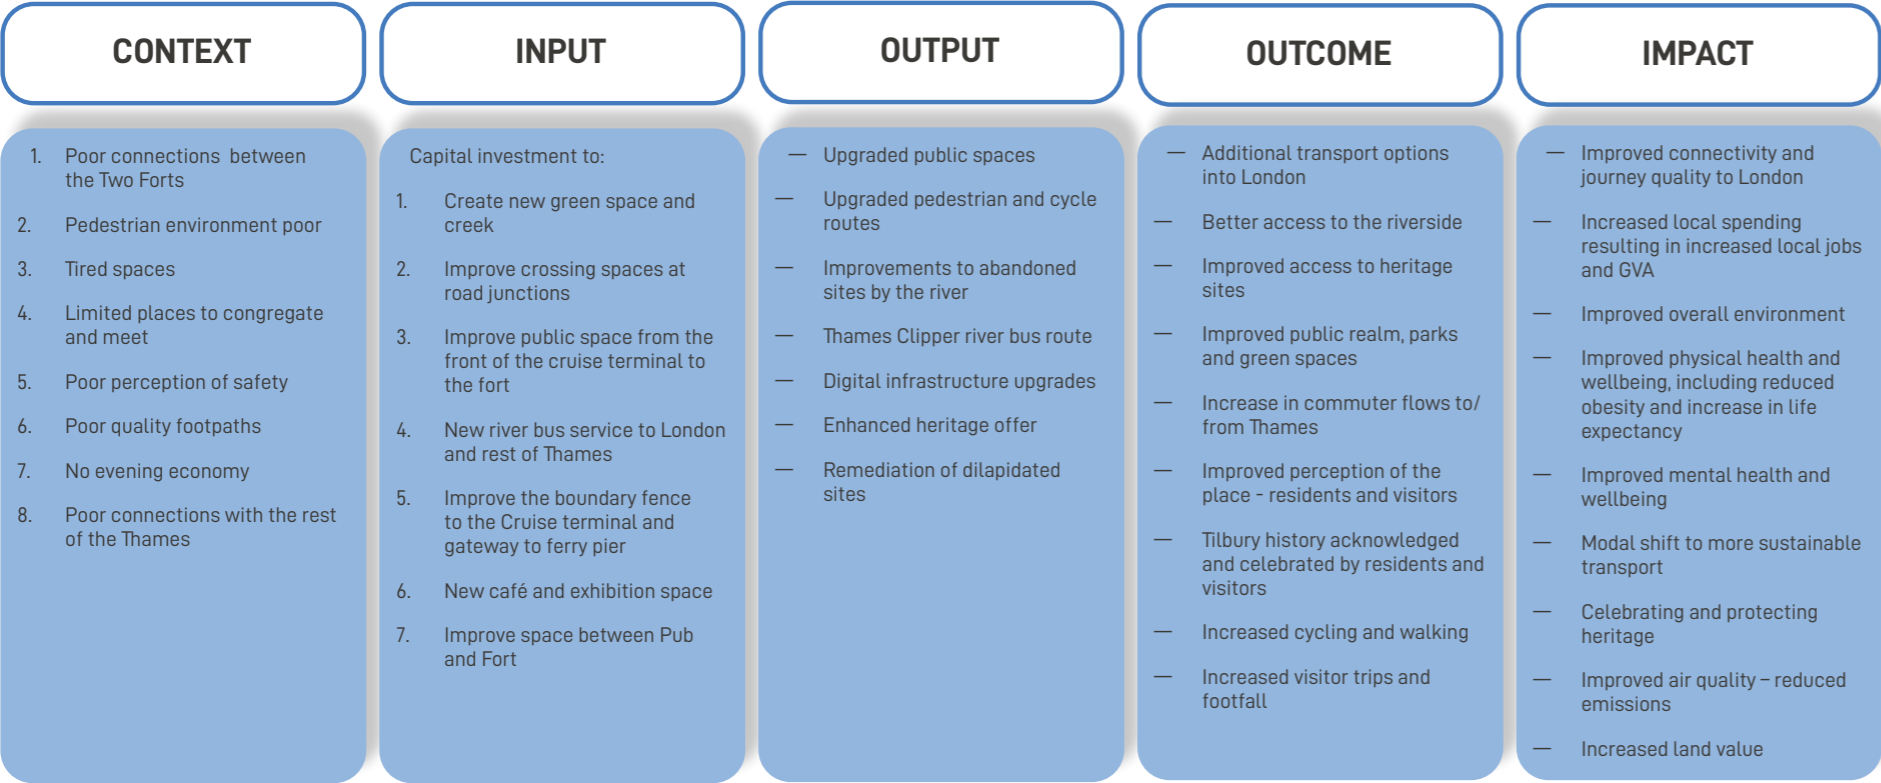 CONTEXT
1. Poor connections between
the Two Forts
2. Pedestrian environment poor
3. Tired spaces
4. Limited places to congregate
and meet
5. Poor perception of safety
6. Poor quality footpaths
7. No evening economy
8. Poor connections with the rest
of the Thames
INPUT
Capital investment to:
1. Create new green space and
creek
2. Improve crossing spaces at
road junctions
3. Improve public space from the
front of the cruise terminal to
the fort
4. New river bus service to London
and rest of Thames
5. Improve the boundary fence
to the Cruise terminal and
gateway to ferry pier
6. New café and exhibition space
7. Improve space between Pub
and Fort
OUTPUT
— Upgraded public spaces
— Upgraded pedestrian and cycle
routes
— Improvements to abandoned
sites by the river
— Thames Clipper river bus route
— Digital infrastructure upgrades
— Enhanced heritage offer
— Remediation of dilapidated
sites
OUTCOME
— Additional transport options
into London
— Better access to the riverside
— Improved access to heritage
sites
— Improved public realm, parks
and green spaces
— Increase in commuter flows to/
from Thames
— Improved perception of the
place - residents and visitors
— Tilbury history acknowledged
and celebrated by residents and
visitors
— Increased cycling and walking
— Increased visitor trips and
footfall
IMPACT
— Improved connectivity and
journey quality to London
— Increased local spending
resulting in increased local jobs
and GVA
— Improved overall environment
— Improved physical health and
wellbeing, including reduced
obesity and increase in life
expectancy
— Improved mental health and
wellbeing
— Modal shift to more sustainable
transport
— Celebrating and protecting
heritage
— Improved air quality – reduced
emissions
— Increased land value